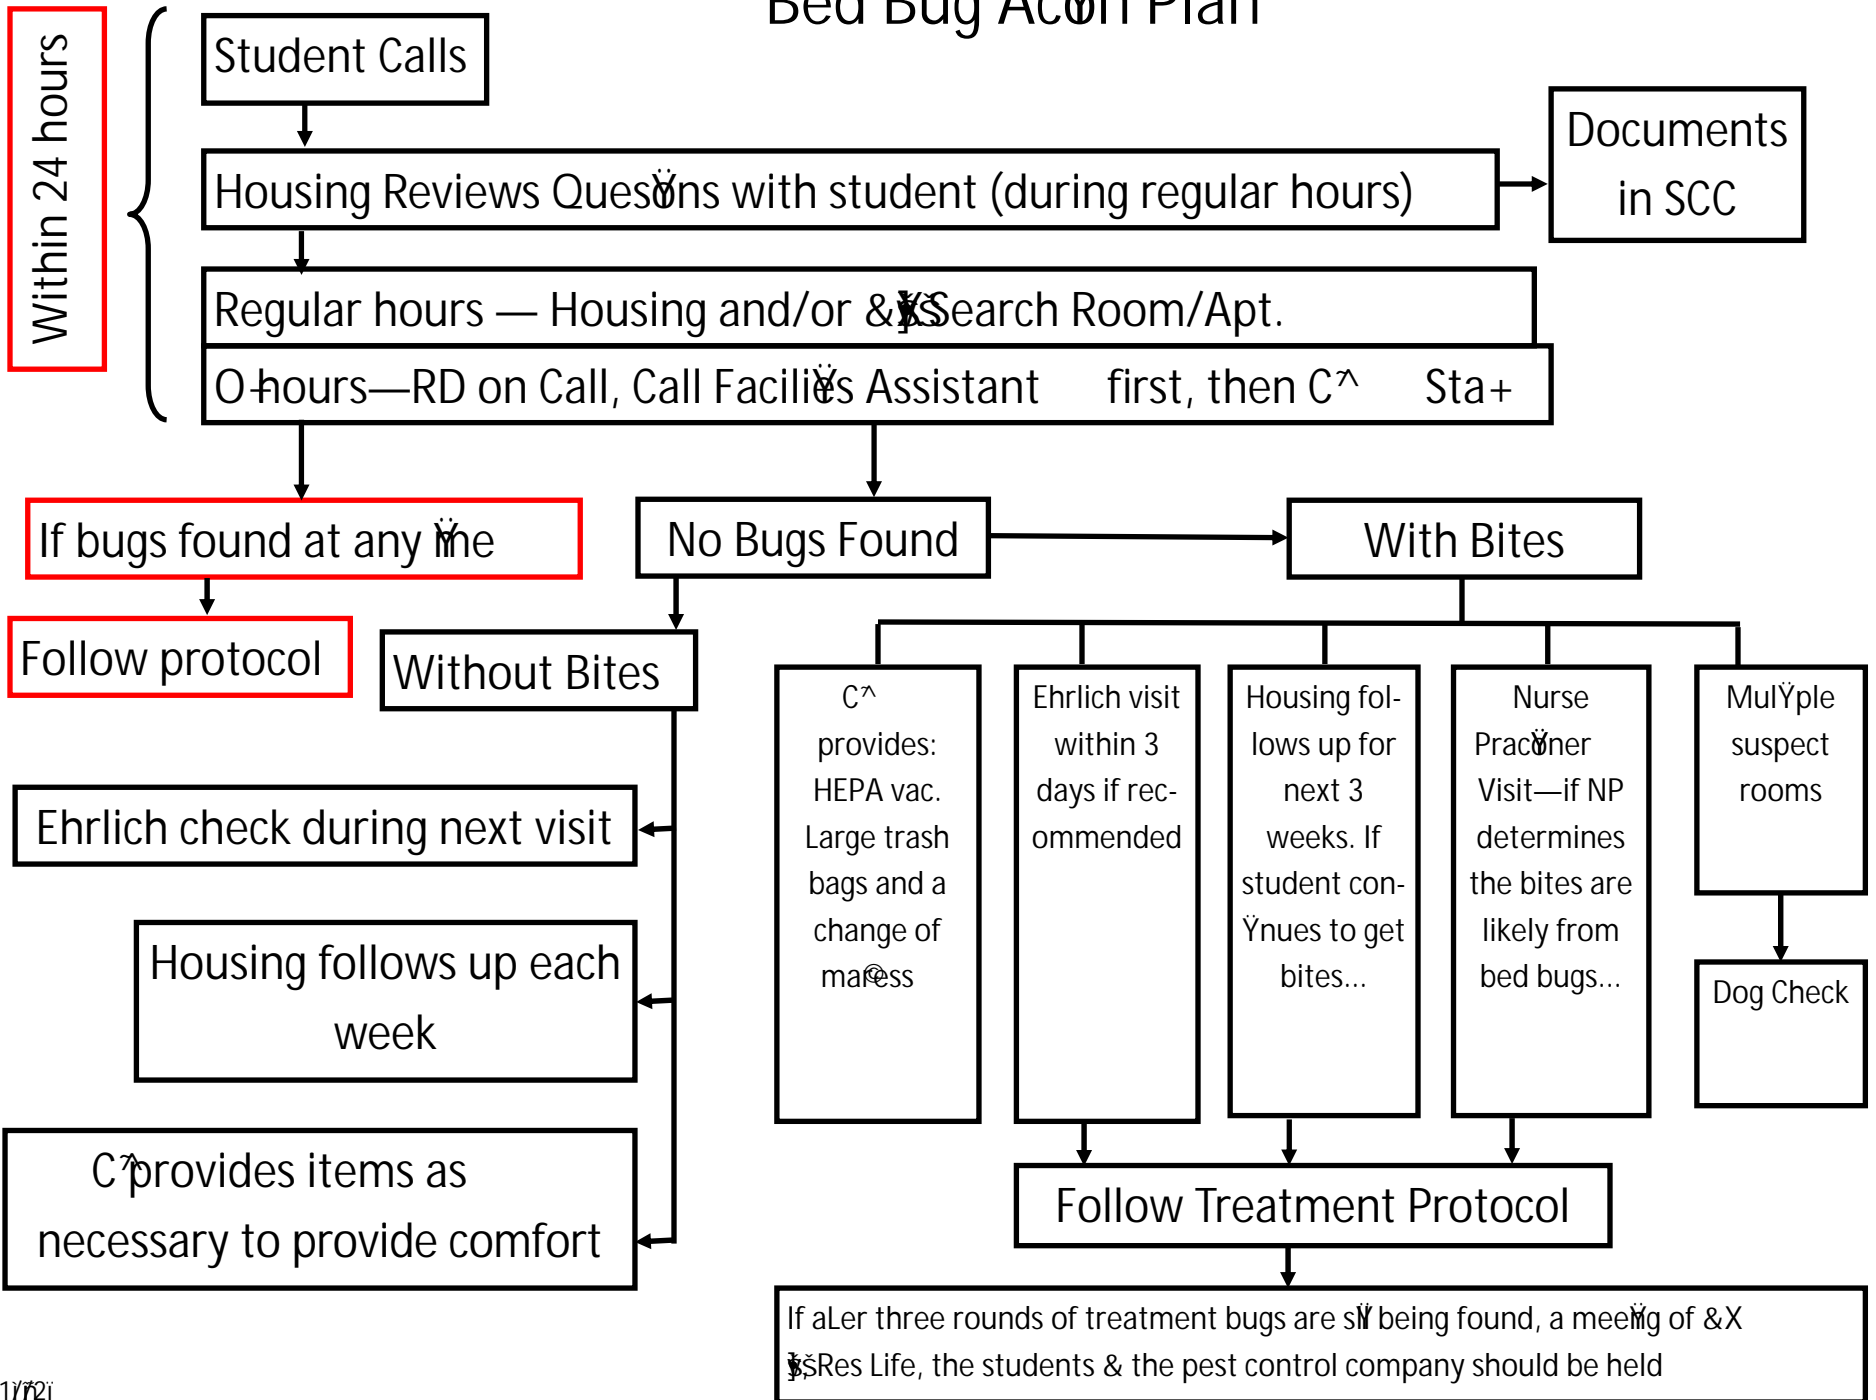 Bed Bug Plan
Within 24 hours
Student Calls
Documents
in SCC
Housing Reviews with student (during regular hours)
Regular hours — Housing and/or Search Room/Apt.
hours—RD on Call, Call Assistant first, then C Sta+
If bugs found at any
No Bugs Found
With Bites
Follow protocol
Without Bites
Ehrlich check during next visit
Housing follows up each
week
provides items as
necessary to provide comfort
C
provides:
HEPA vac.
Large trash
bags and a
change of
Ehrlich visit
within 3
days if rec-
ommended
Housing fol-
lows up for
next 3
weeks. If
student con-
Ÿnues to get
bites...
Nurse
Visit—if NP
determines
the bites are
likely from
bed bugs...
MulŸple
suspect
rooms
Dog Check
Follow Treatment Protocol
If aLer three rounds of treatment bugs are being found, a of &X
Res Life, the students & the pest control company should be held